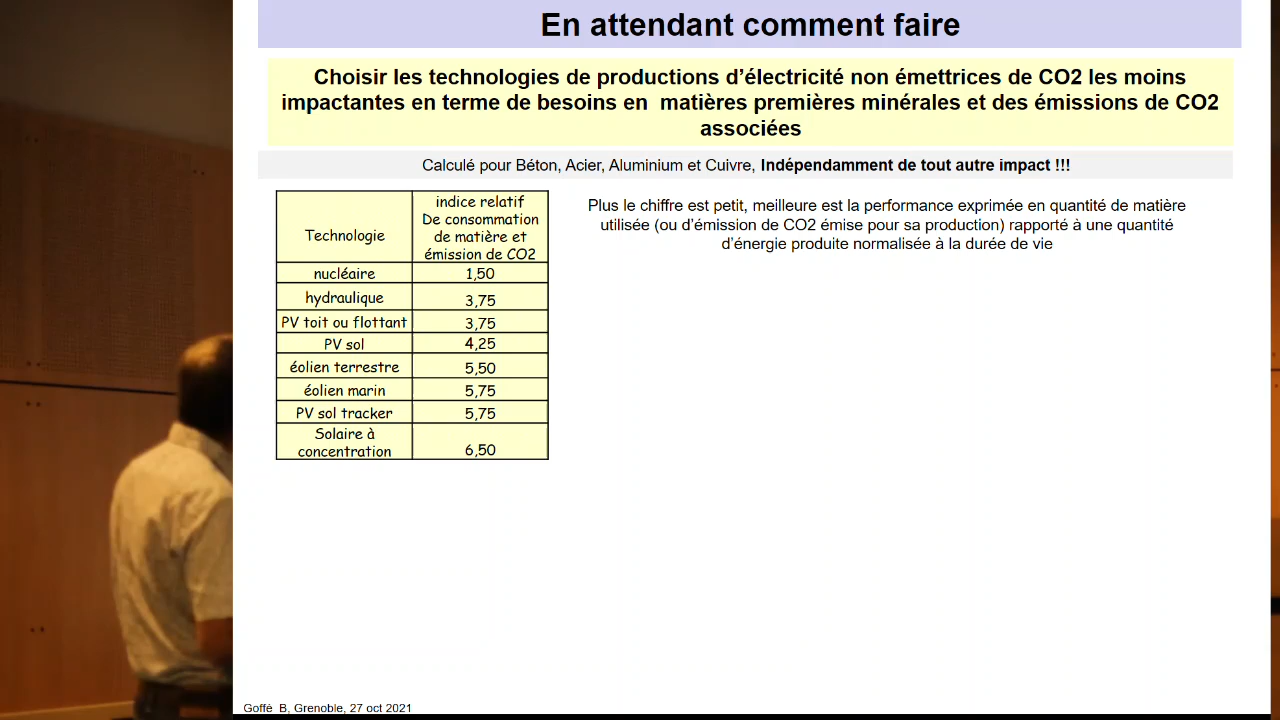 En attendant comment faire
Choisir les technologies de productions d'électricité non émettrices de CO2 les moins
impactantes en terme de besoins en matières premières minérales et des émissions de CO2
associées
Calculé pour Béton, Acier, Aluminium et Cuivre, Indépendamment de tout autre impact !!!
Technologie
indice relatif
De consommation
de matière et
émission de CO2
nucléaire 1,50
hydraulique 3,75
PV toit ou flottant 3,75
PV sol 4,25
éolien terrestre 5,50
éolien marin 5,75
PV sol tracker 5,75
Solaire à
concentration 6,50
Plus le chiffre est petit, meilleure est la performance exprimée en quantité de matière
utilisée (ou d'émission de CO2 émise pour sa production) rapporté à une quantité
d'énergie produite normalisée à la durée de vie
Goffé B, Grenoble, 27 oct 2021